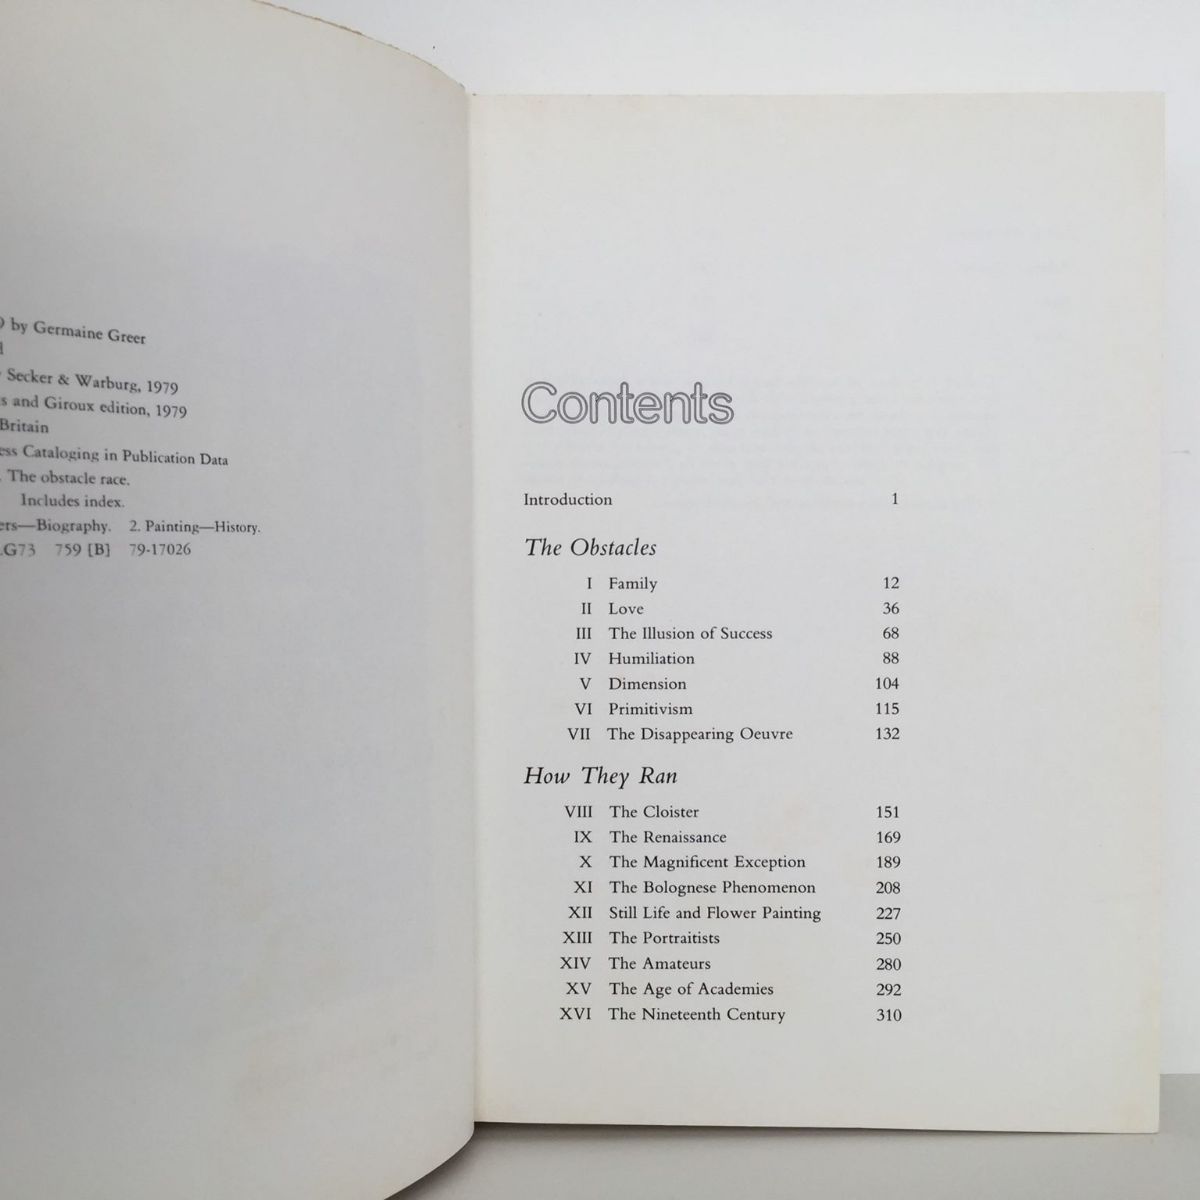 by Germaine Greer
Secker & Warburg, 1979
and Giroux edition, 1979
Britain
Cataloging in Publication Data
The obstacle race.
Includes index.
—Biography. 2. Painting—History.
.G73 759 [B] 79-17026
Contents
Introduction 1
The Obstacles
I Family 12
II Love 36
III The Illusion of Success 68
IV Humiliation 88
V Dimension 104
VI Primitivism 115
VII The Disappearing Oeuvre 132
How They Ran
VIII The Cloister 151
IX The Renaissance 169
X The Magnificent Exception 189
XI The Bolognese Phenomenon 208
XII Still Life and Flower Painting 227
XIII The Portraitists 250
XIV The Amateurs 280
XV The Age of Academies 292
XVI The Nineteenth Century 310